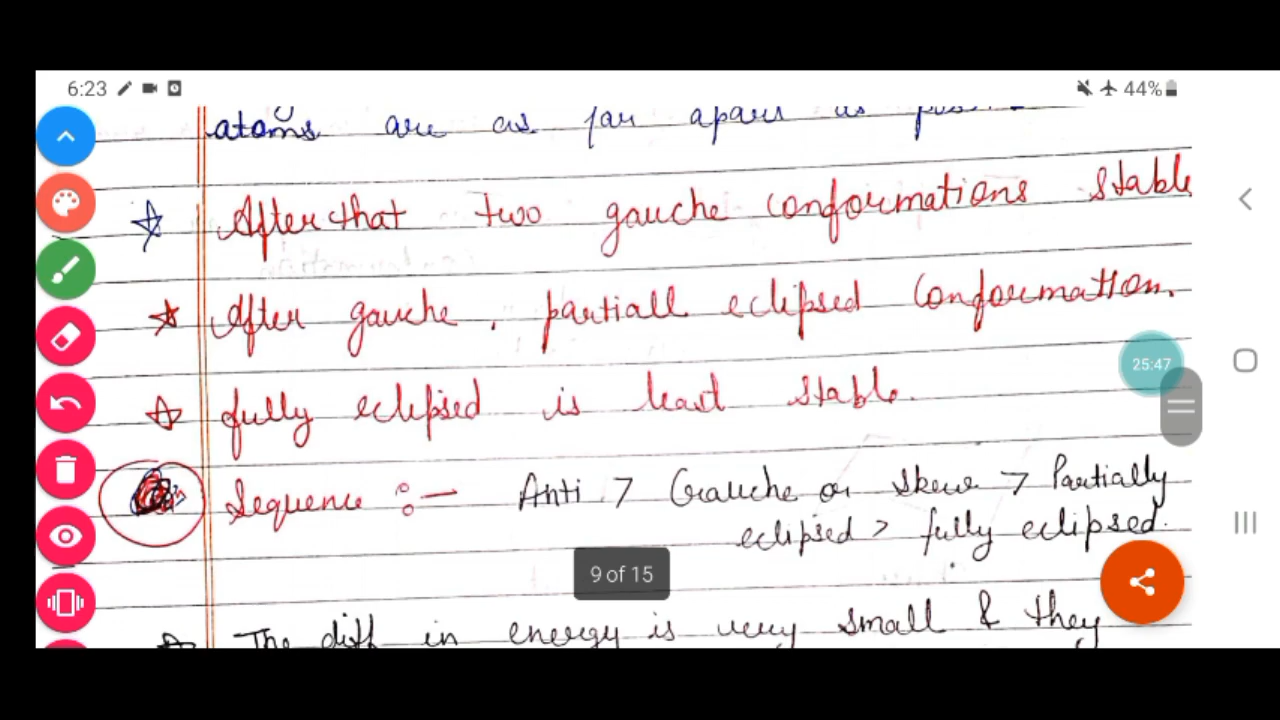 6:23
44%
atoms are as far apart as
After that two gauche conformations stable
After gauche, partiall eclipsed conformation.
25:47
fully eclipsed is least stable.
Sequence :- Anti > Gauche or Skew > Partially
eclipsed > fully eclipsed.
9 of 15
The diff in energy is very small & they